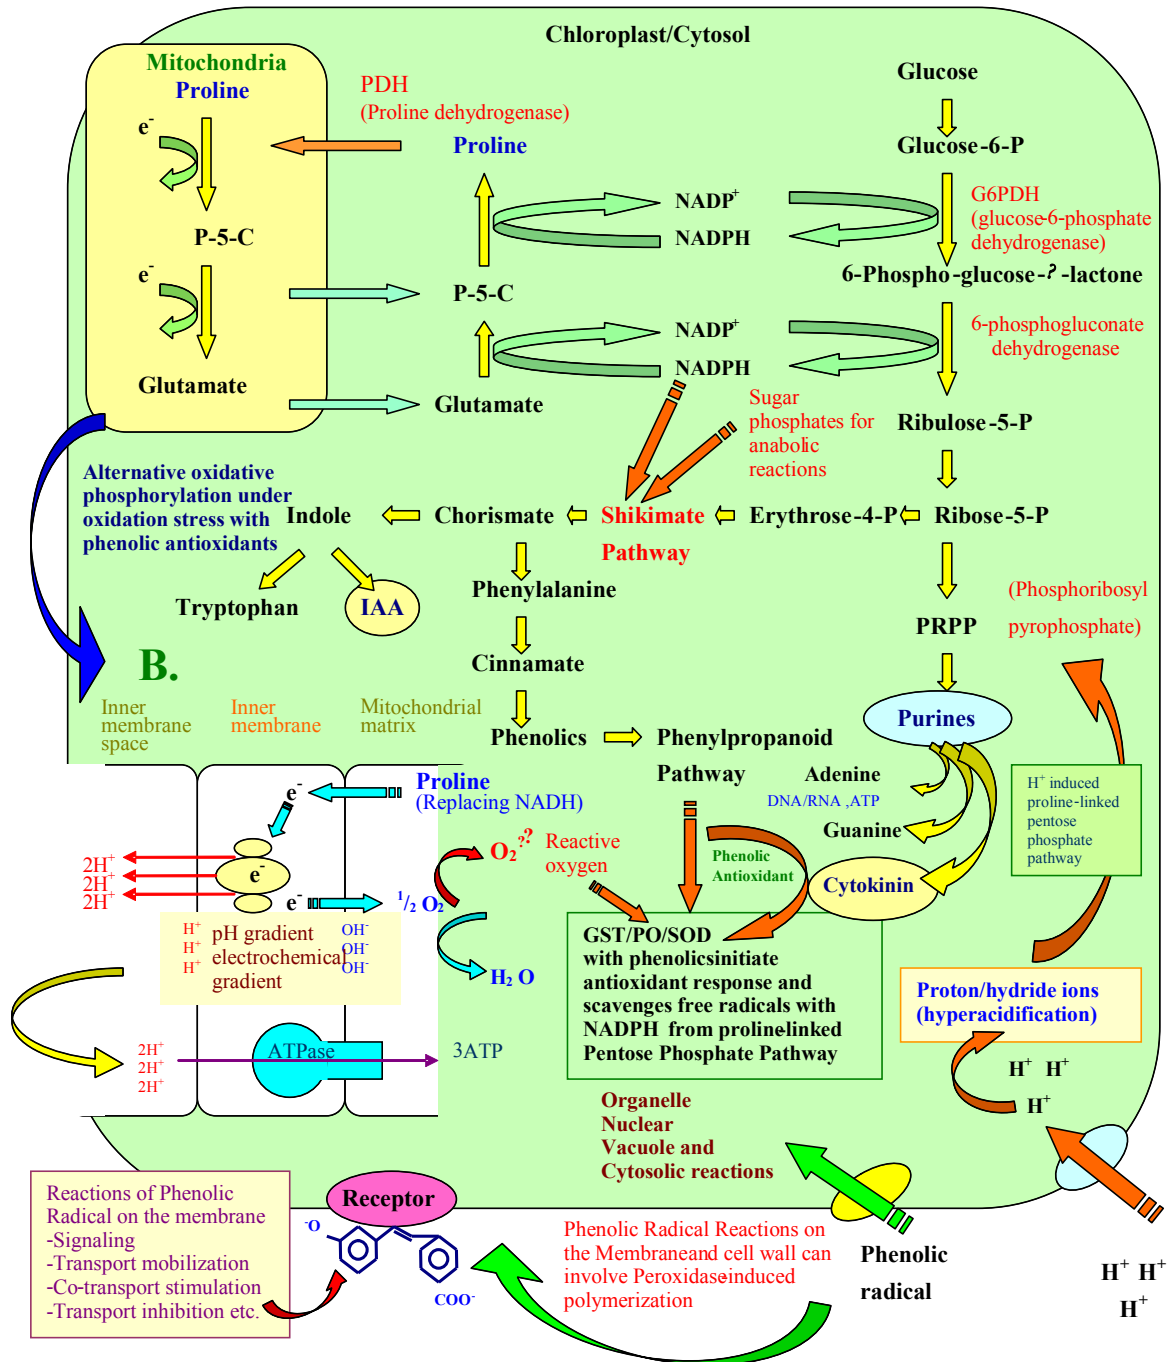 Chloroplast/Cytosol
Mitochondria
Proline
e-
P-5-C
e-
Glutamate
PDH
(Proline dehydrogenase)
Proline
P-5-C
Glutamate
NADP+
NADPH
NADP+
NADPH
Glucose
Glucose-6-P
G6PDH
(glucose-6-phosphate
dehydrogenase)
6-Phospho-glucose-?-lactone
6-phosphogluconate
dehydrogenase
Ribulose-5-P
Sugar
phosphates for
anabolic
reactions
Alternative oxidative
phosphorylation under
oxidation stress with
phenolic antioxidants
Indole
Chorismate
Shikimate
Pathway
Erythrose-4-P
Ribose-5-P
Tryptophan
IAA
Phenylalanine
PRPP
(Phosphoribosyl
pyrophosphate)
B.
Cinnamate
Inner
membrane
space
Inner
membrane
Mitochondrial
matrix
Phenolics
Phenylpropanoid
Pathway
Purines
Adenine
DNA/RNA ,ATP
Guanine
Cytokinin
H+ induced
proline-linked
pentose
phosphate
pathway
e-
Proline
(Replacing NADH)
2H+
2H+
2H+
e-
e-
1/2 O2
O2??
Reactive
oxygen
Phenolic
Antioxidant
H2 O
H+
H+
H+
pH gradient
electrochemical
gradient
OH-
OH-
OH-
GST/PO/SOD
with phenolicsinitiate
antioxidant response and
scavenges free radicals with
NADPH from proline-linked
Pentose Phosphate Pathway
Proton/hydride ions
(hyperacidification)
H+ H+
H+
2H+
2H+
2H+
ATPase
3ATP
Organelle
Nuclear
Vacuole and
Cytosolic reactions
Reactions of Phenolic
Radical on the membrane
-Signaling
-Transport mobilization
-Co-transport stimulation
-Transport inhibition etc.
Receptor
-O
COO-
Phenolic Radical Reactions on
the Membraneand cell wall can
involve Peroxidase-induced
polymerization
Phenolic
radical
H+ H+
H+